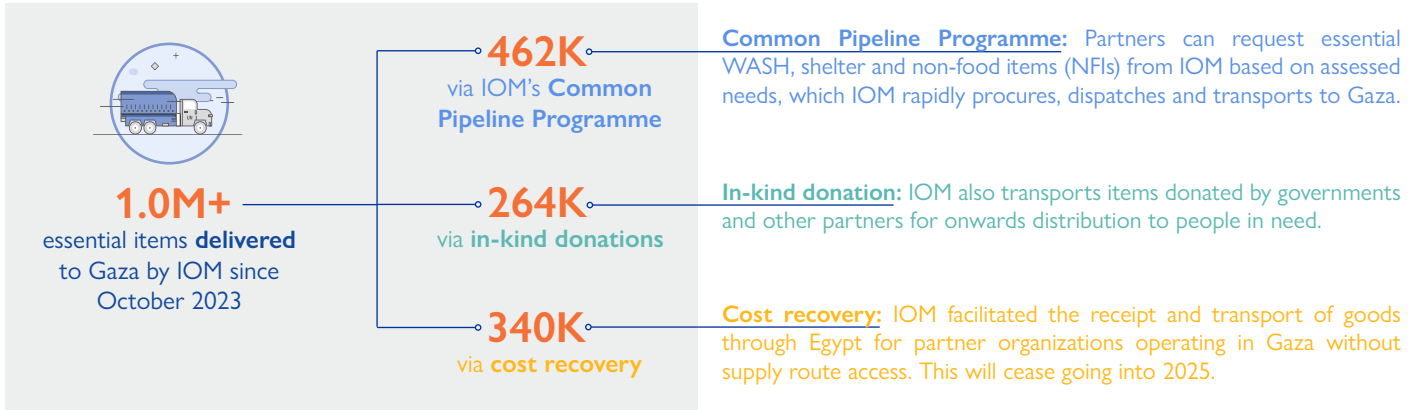 1.0M+
essential items delivered
to Gaza by IOM since
October 2023
462K
via IOM’s Common
Pipeline Programme
Common Pipeline Programme: Partners can request essential
WASH, shelter and non-food items (NFIs) from IOM based on assessed
needs, which IOM rapidly procures, dispatches and transports to Gaza.
264K
via in-kind donations
In-kind donation: IOM also transports items donated by governments
and other partners for onwards distribution to people in need.
340K
via cost recovery
Cost recovery: IOM facilitated the receipt and transport of goods
through Egypt for partner organizations operating in Gaza without
supply route access. This will cease going into 2025.